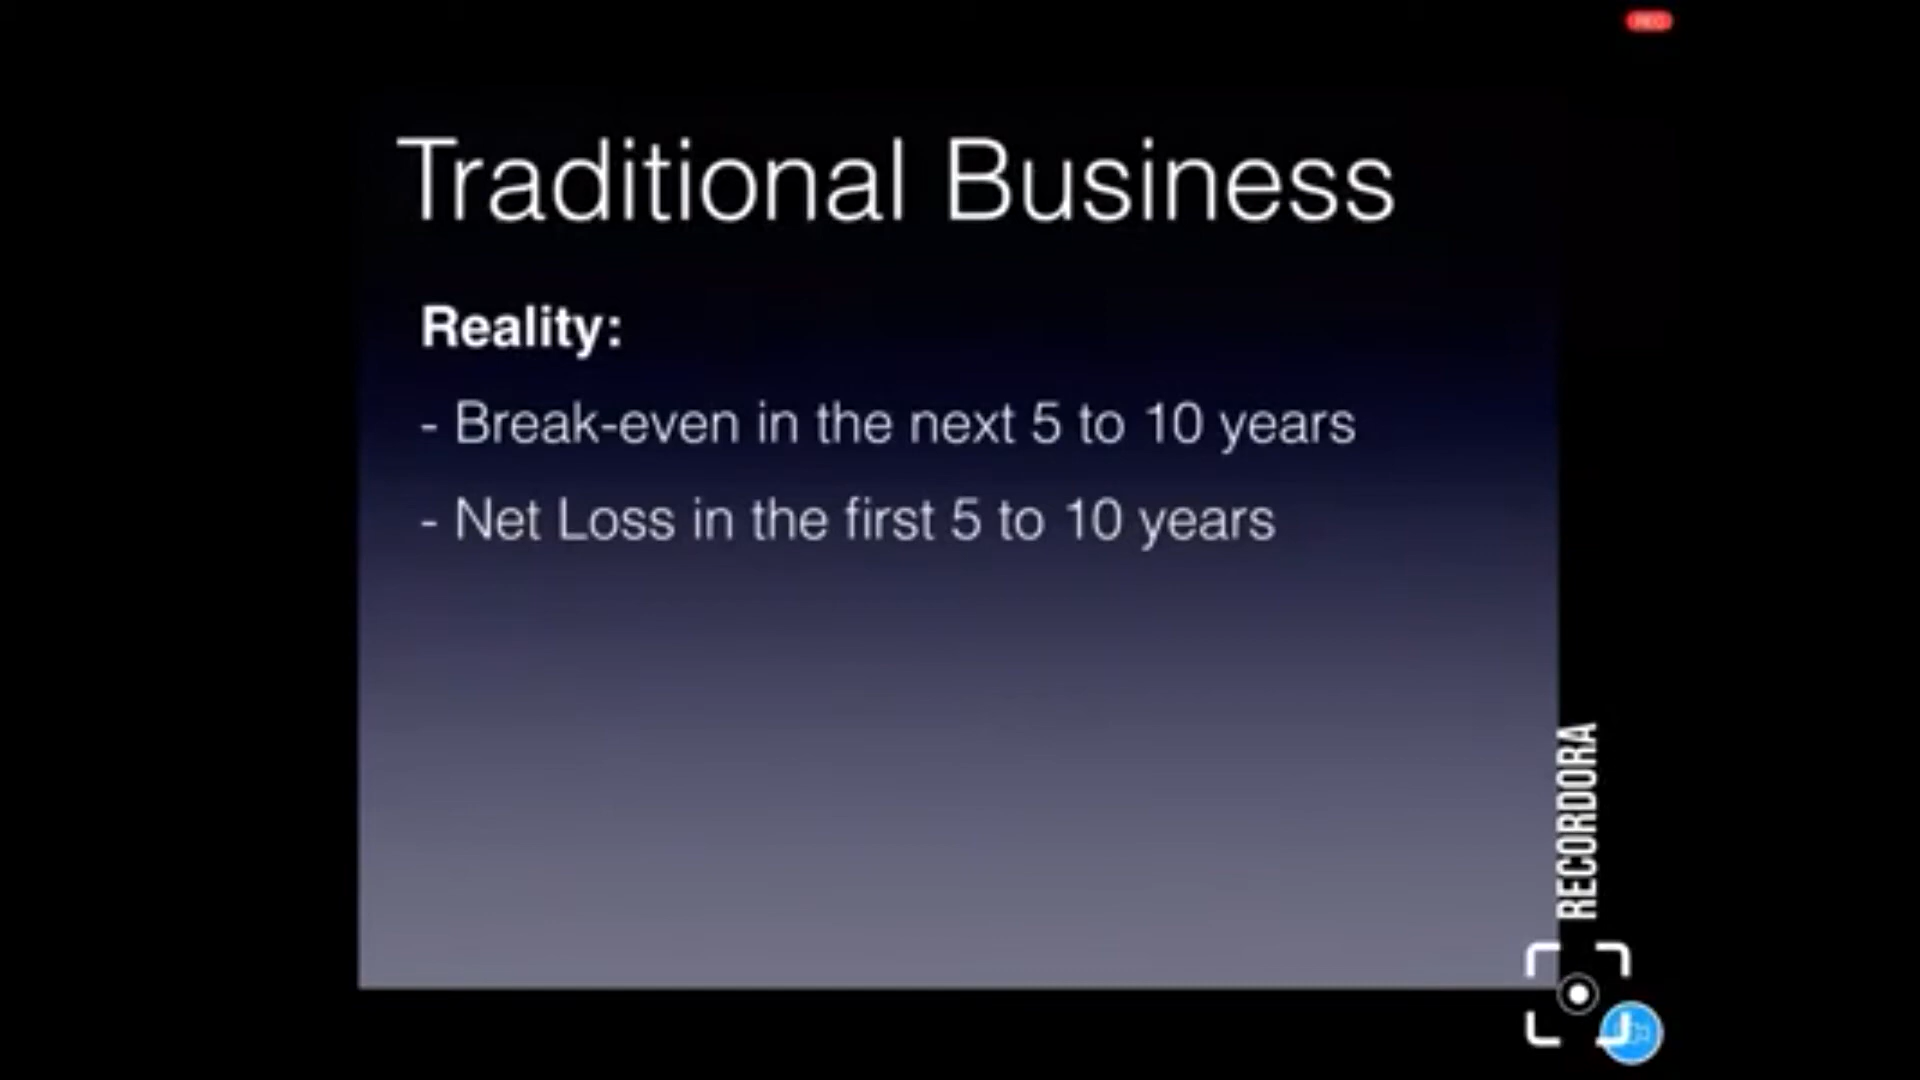 REC
Traditional Business
Reality:
- Break-even in the next 5 to 10 years
- Net Loss in the first 5 to 10 years
RECORDORA